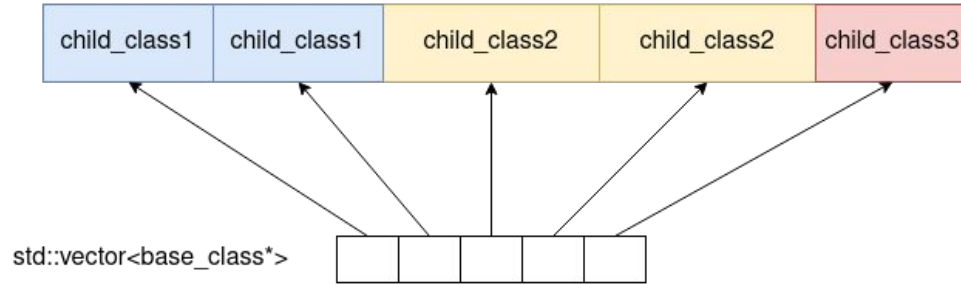 child_class1
child_class1
child_class2
child_class2
child_class3
std::vector<base_class*>